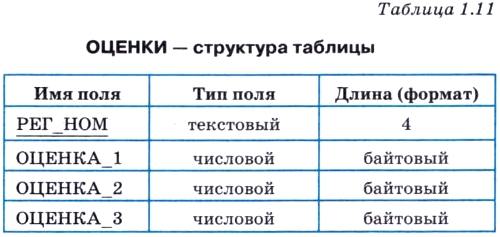 Таблица 1.11
ОЦЕНКИ — структура таблицы
Имя поля Тип поля Длина (формат)
РЕГ_НОМ текстовый 4
ОЦЕНКА_1 числовой байтовый
ОЦЕНКА_2 числовой байтовый
ОЦЕНКА_3 числовой байтовый